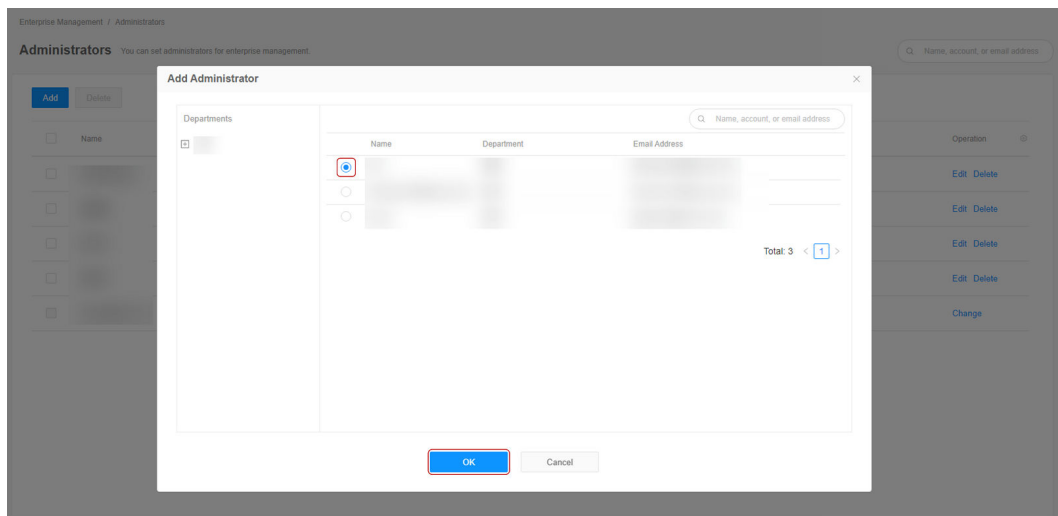 Enterprise Management / Administrators
Administrators You can set administrators for enterprise management.
Name, account, or email address
Add Administrator
Add Delete
Departments
Name, account, or email address
Name
Name Department Email Address
Operation
Edit Delete
Edit Delete
Edit Delete
Total: 3 < 1 >
Edit Delete
Change
OK Cancel